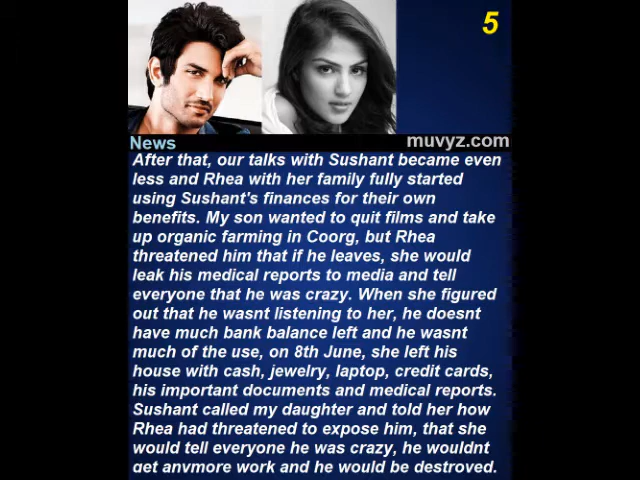 5
News
muvyz.com
After that, our talks with Sushant became even
less and Rhea with her family fully started
using Sushant's finances for their own
benefits. My son wanted to quit films and take
up organic farming in Coorg, but Rhea
threatened him that if he leaves, she would
leak his medical reports to media and tell
everyone that he was crazy. When she figured
out that he wasnt listening to her, he doesnt
have much bank balance left and he wasnt
much of the use, on 8th June, she left his
house with cash, jewelry, laptop, credit cards,
his important documents and medical reports.
Sushant called my daughter and told her how
Rhea had threatened to expose him, that she
would tell everyone he was crazy, he wouldnt
get anymore work and he would be destroyed.